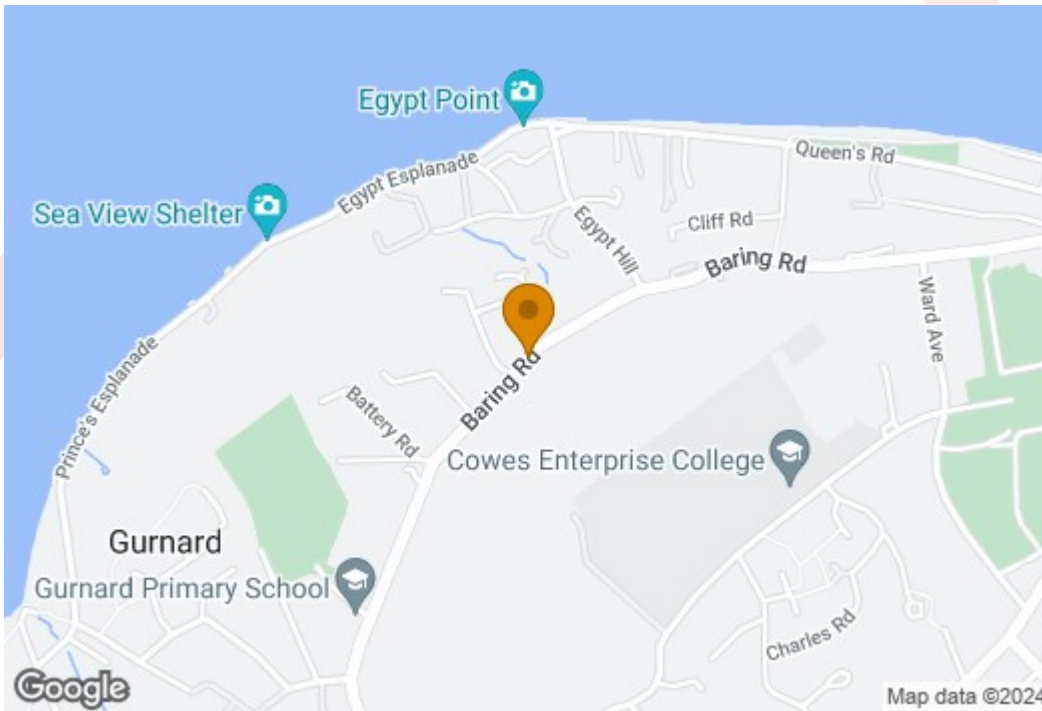 Egypt Point
Queen's Rd
Egypt Esplanade
Sea View Shelter
Cliff Rd
Egypt Hill
Baring Rd
Ward Ave
Prince's Esplanade
Baring Rd
Battery Rd
Cowes Enterprise College
Gurnard
Gurnard Primary School
Charles Rd
Google
Map data ©2024